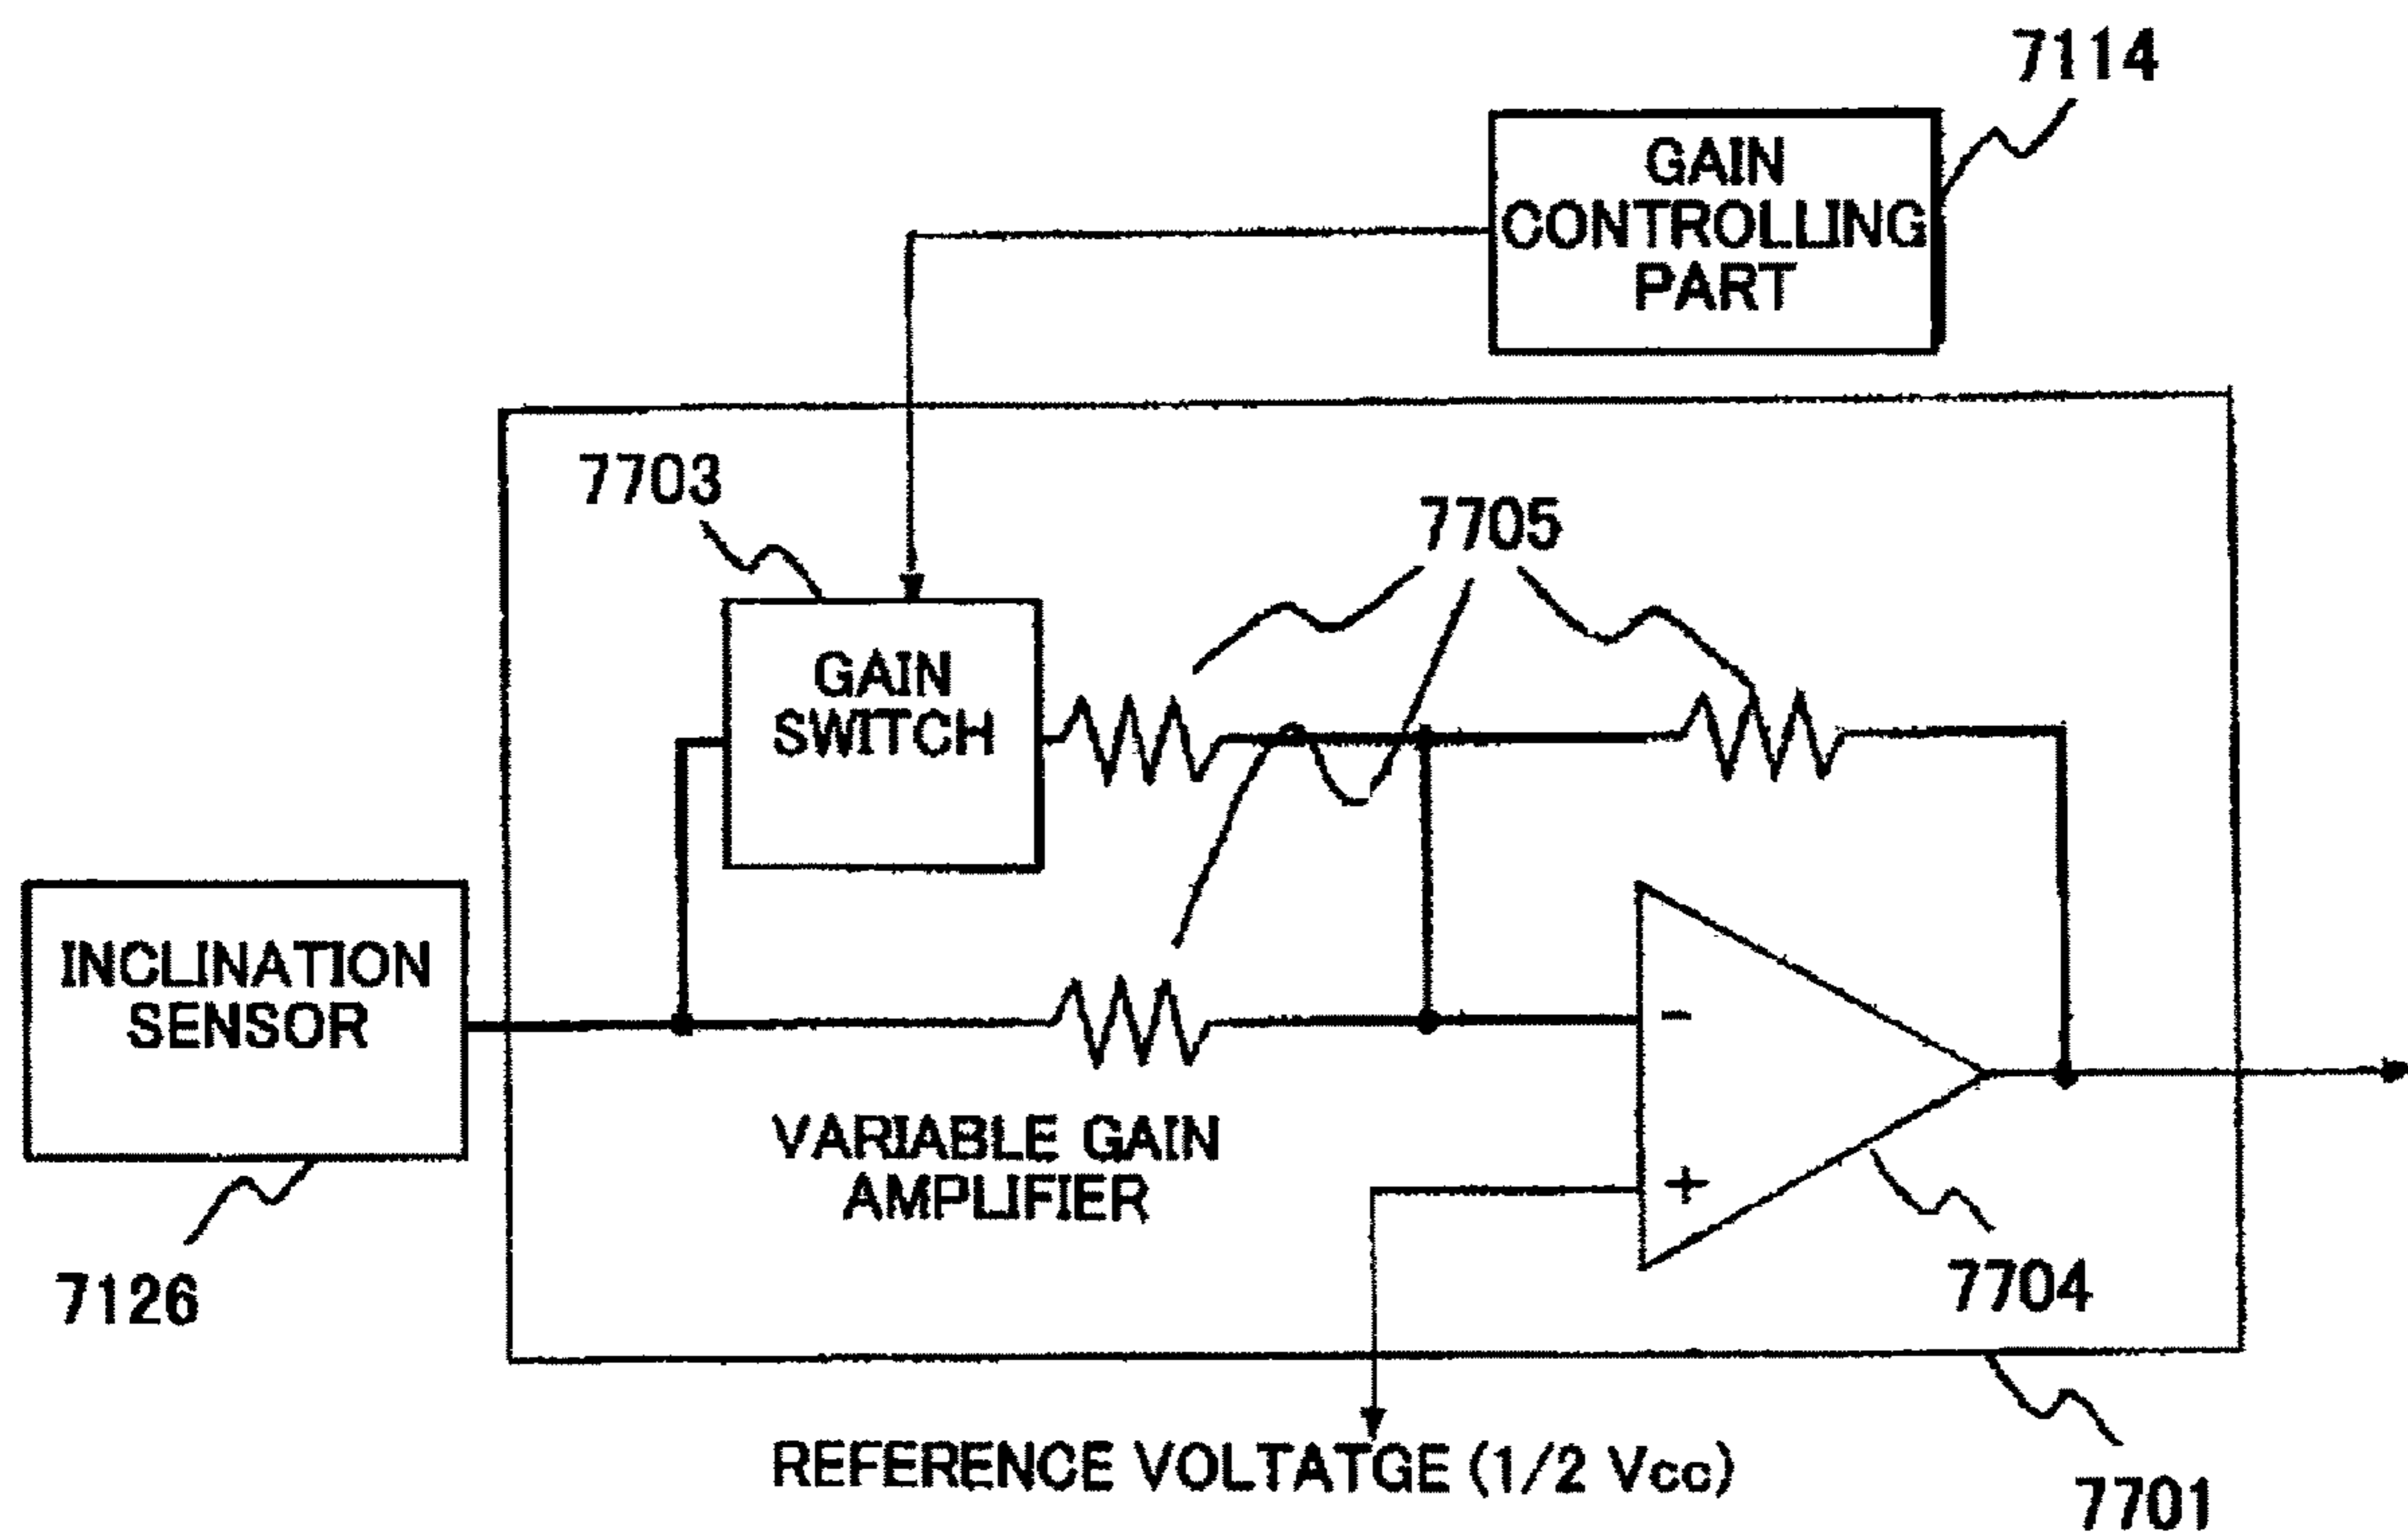 7114
GAIN
CONTROLLING
PART
7703
7705
GAIN
SWITCH
INCLINATION
SENSOR
-
VARIABLE GAIN
AMPLIFIER
+
7126
7704
REFERENCE VOLTATGE (1/2 Vcc)
7701